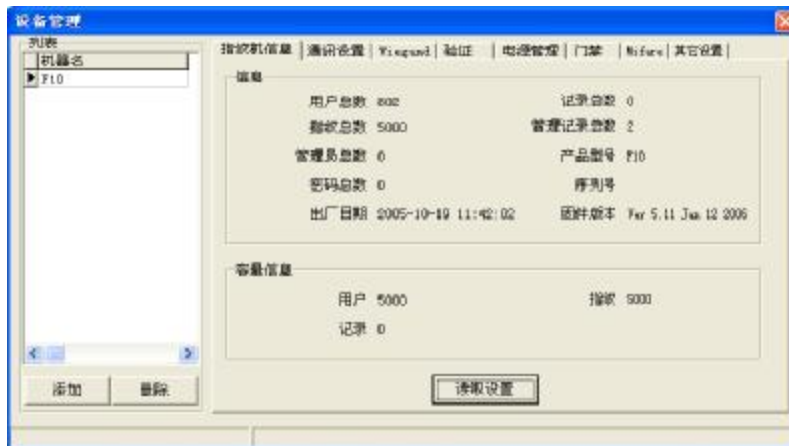 设备管理
列表
机器名
F10
添加
删除
指纹机信息 通讯设置 Wiegand 验证 电源管理 门禁 Mifare 其它设置
信息
用户总数 802
记录总数 0
指纹总数 5000
管理记录总数 2
管理员总数 0
产品型号 F10
密码总数 0
序列号
出厂日期 2005-10-19 11:42:02
固件版本 Ver 5.11 Jan 12 2006
容量信息
用户 5000
指纹 5000
记录 0
读取设置